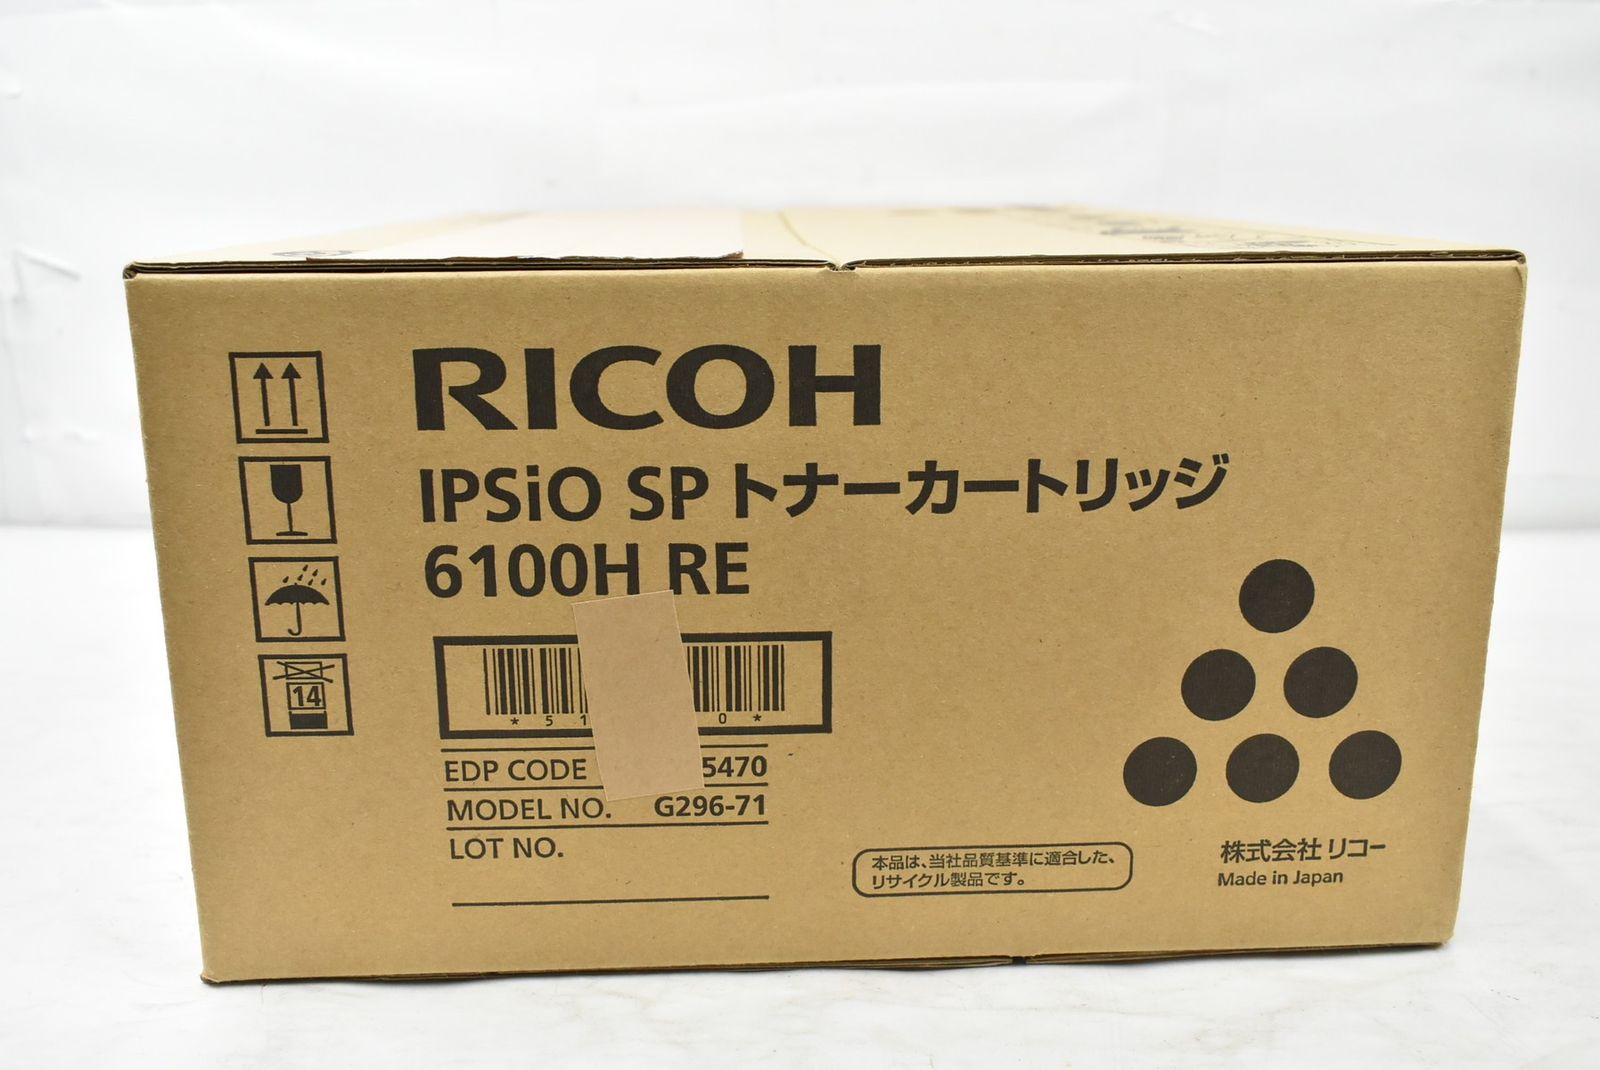 RICOH
IPSiO SP トナーカートリッジ
6100H RE
14
* 5 1 0 *
EDP CODE 5470
MODEL NO. G296-71
LOT NO.
本品は、当社品質基準に適合した、
リサイクル製品です。
株式会社 リコー
Made in Japan